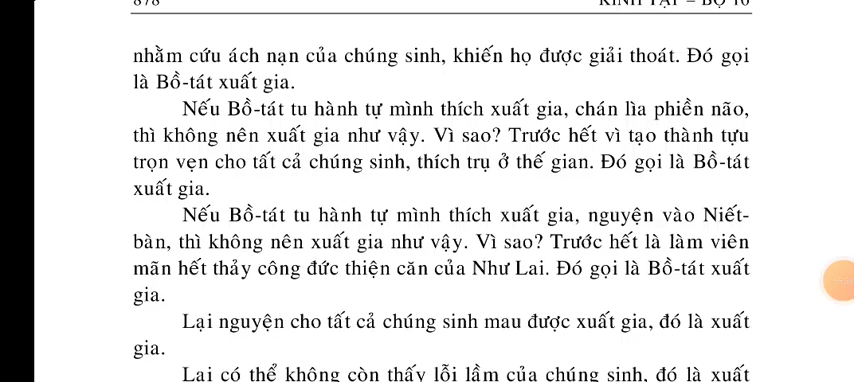 878 KINH TẬP – BỘ 16
nhằm cứu ách nạn của chúng sinh, khiến họ được giải thoát. Đó gọi
là Bồ-tát xuất gia.
Nếu Bồ-tát tu hành tự mình thích xuất gia, chán lìa phiền não,
thì không nên xuất gia như vậy. Vì sao? Trước hết vì tạo thành tựu
trọn vẹn cho tất cả chúng sinh, thích trụ ở thế gian. Đó gọi là Bồ-tát
xuất gia.
Nếu Bồ-tát tu hành tự mình thích xuất gia, nguyện vào Niết-
bàn, thì không nên xuất gia như vậy. Vì sao? Trước hết là làm viên
mãn hết thảy công đức thiện căn của Như Lai. Đó gọi là Bồ-tát xuất
gia.
Lại nguyện cho tất cả chúng sinh mau được xuất gia, đó là xuất
gia.
Lại có thể không còn thấy lỗi lầm của chúng sinh, đó là xuất